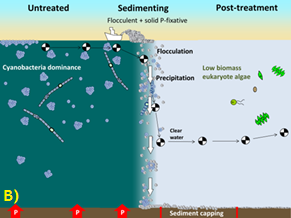 Untreated
Sedimenting
Post-treatment
Flocculent + solid P-fixative
Cyanobacteria dominance
Flocculation
Precipitation
Low biomass
eukaryote algae
Clear
water
B)
P
P
P
Sediment capping